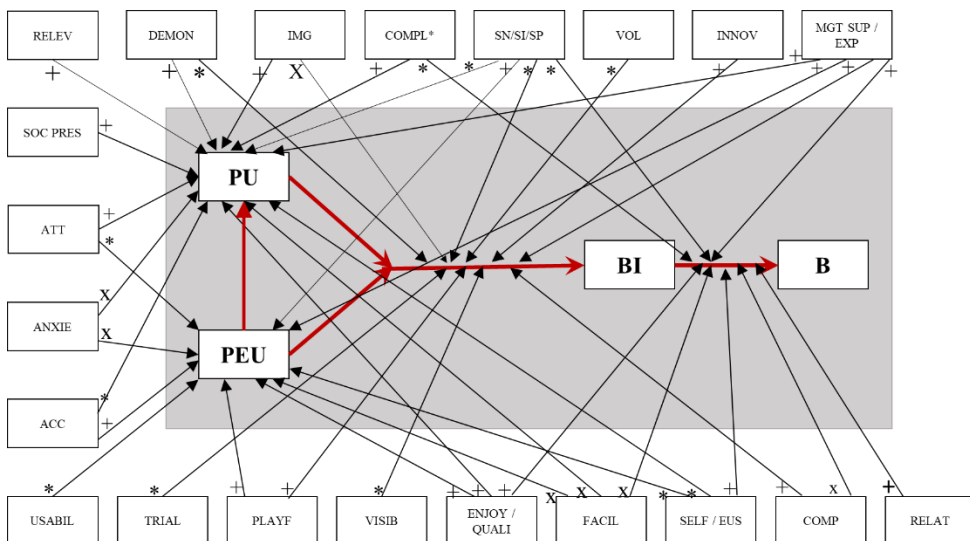 RELEV
DEMON
IMG
COMPL*
SN/SI/SP
VOL
INNOV
MGT SUP /
EXP
+
+
*
+
X
+
*
*
+
*
*
*
+
+
+
+
+
SOC PRES
+
PU
ATT
+
*
BI
B
ANXIE
x
x
PEU
ACC
*
+
*
*
+
+
*
+
+
+
x
x
x
*
*
+
+
x
+
USABIL
TRIAL
PLAYF
VISIB
ENJOY /
QUALI
FACIL
SELF / EUS
COMP
RELAT